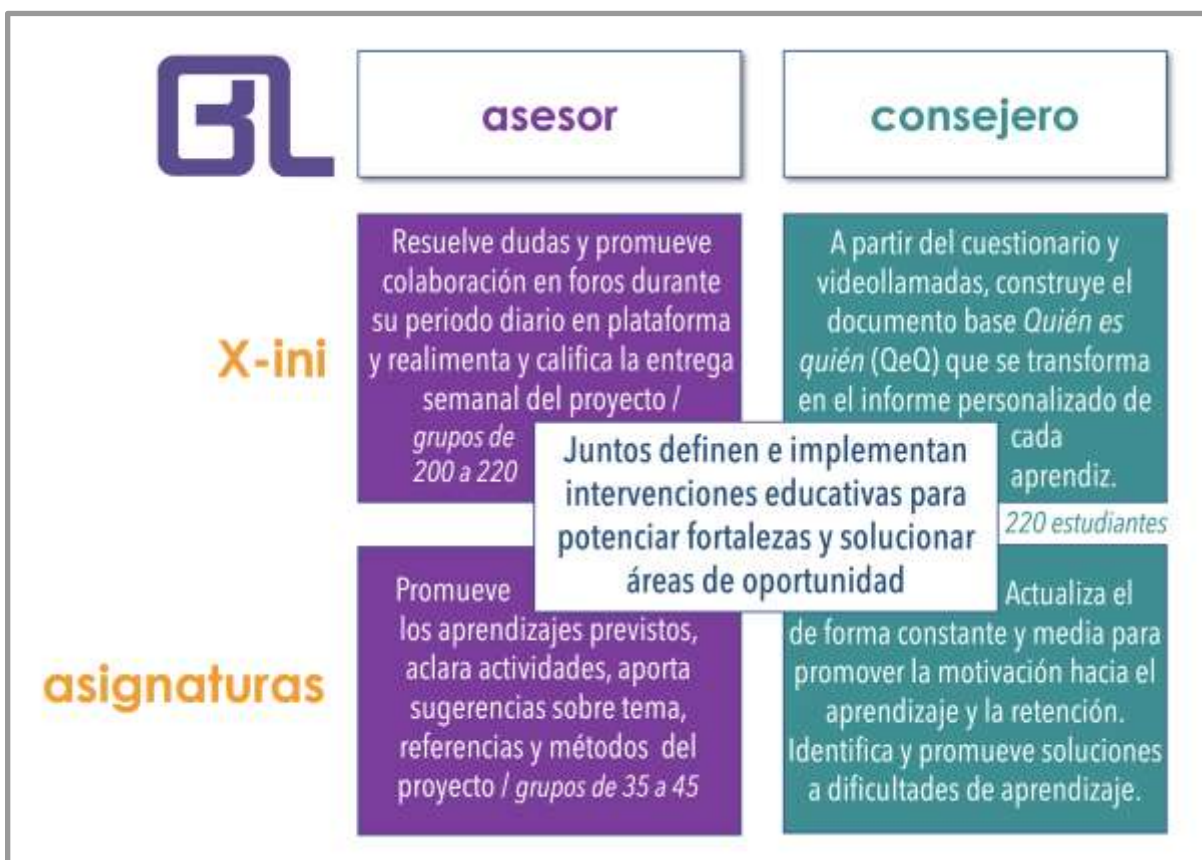 BL
asesor
consejero
X-ini
Resuelve dudas y promueve
colaboración en foros durante
su periodo diario en plataforma
y realimenta y califica la entrega
semanal del proyecto /
grupos de
200 a 220
A partir del cuestionario y
videollamadas, construye el
documento base Quién es
quién (QeQ) que se transforma
en el informe personalizado de
cada
aprendiz.
220 estudiantes
Juntos definen e implementan
intervenciones educativas para
potenciar fortalezas y solucionar
áreas de oportunidad
asignaturas
Promueve
los aprendizajes previstos,
aclara actividades, aporta
sugerencias sobre tema,
referencias y métodos del
proyecto / grupos de 35 a 45
Actualiza el
de forma constante y media para
promover la motivación hacia el
aprendizaje y la retención.
Identifica y promueve soluciones
a dificultades de aprendizaje.